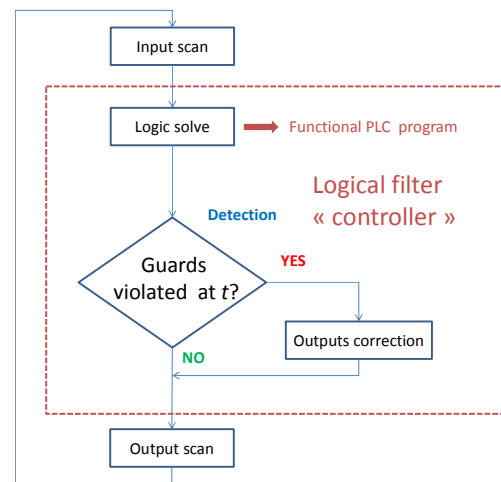 Input scan
Logic solve
Functional PLC program
Logical filter
« controller »
Detection
Guards
violated at t?
YES
Outputs correction
NO
Output scan